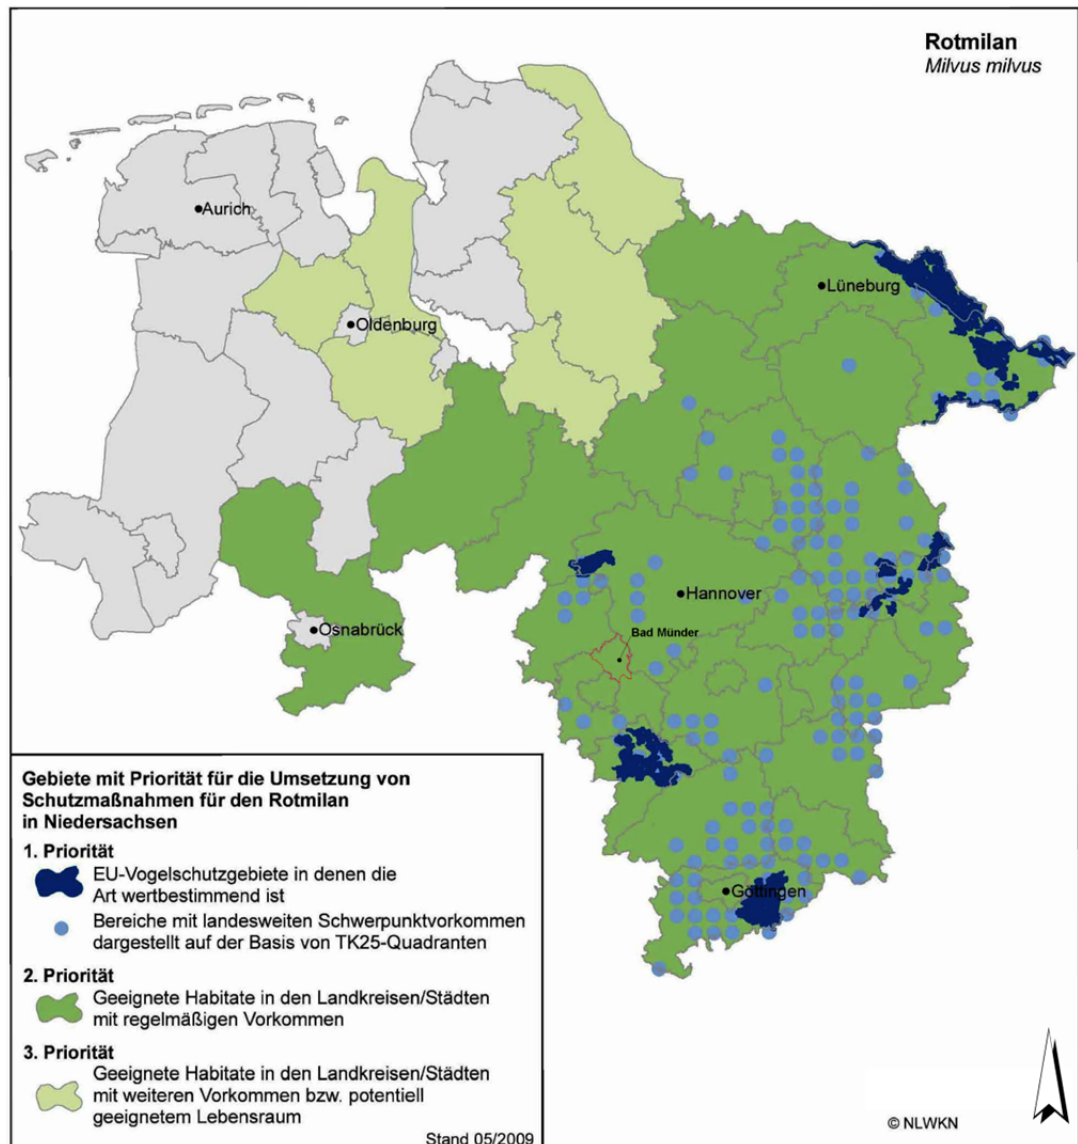 Rotmilan
Milvus milvus
Aurich
Lüneburg
Oldenburg
Hannover
Osnabrück
Bad Münder
Göttingen
Gebiete mit Priorität für die Umsetzung von
Schutzmaßnahmen für den Rotmilan
in Niedersachsen
1. Priorität
EU-Vogelschutzgebiete in denen die
Art wertbestimmend ist
Bereiche mit landesweiten Schwerpunktvorkommen
dargestellt auf der Basis von TK25-Quadranten
2. Priorität
Geeignete Habitate in den Landkreisen/Städten
mit regelmäßigen Vorkommen
3. Priorität
Geeignete Habitate in den Landkreisen/Städten
mit weiteren Vorkommen bzw. potentiell
geeignetem Lebensraum
Stand 05/2009
© NLWKN